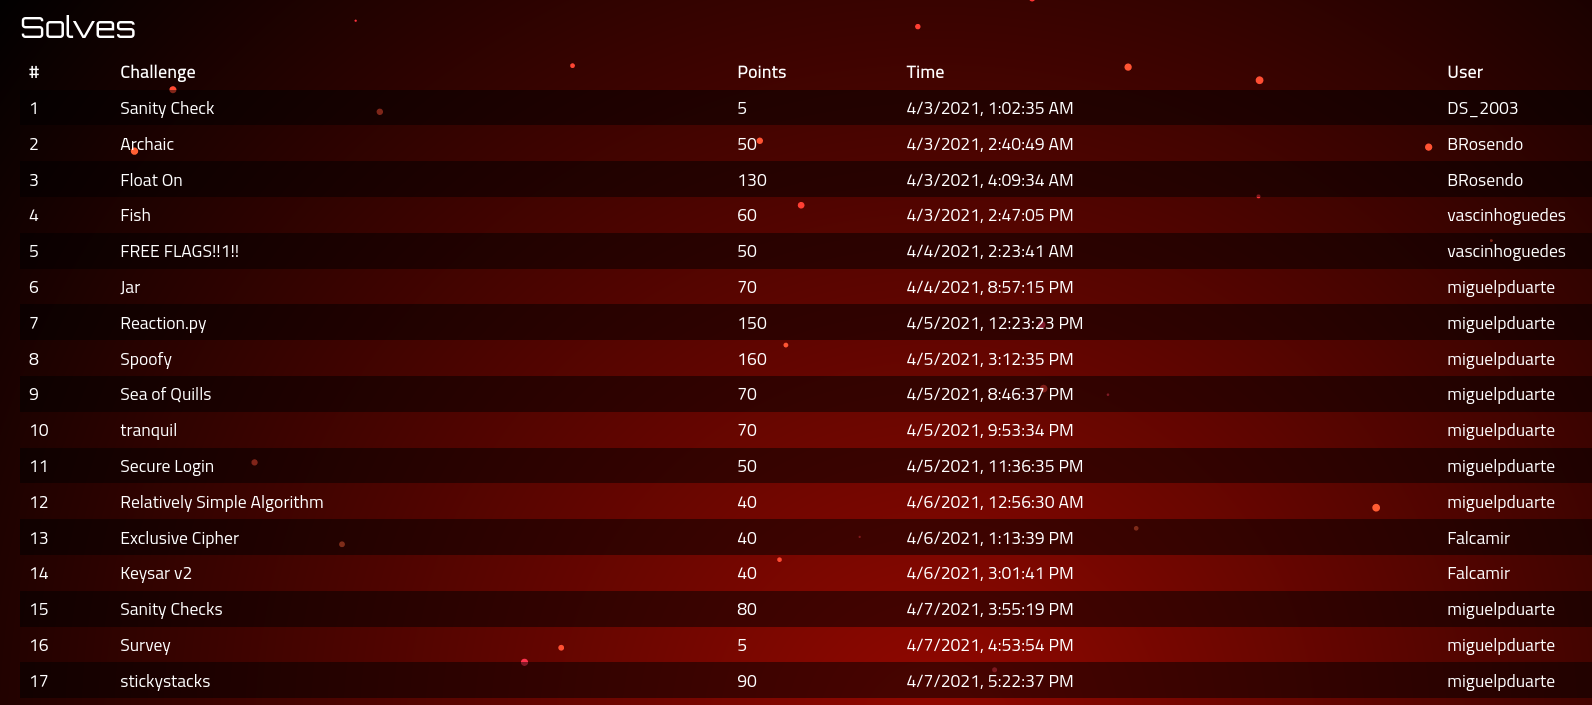 Solves
# Challenge Points Time User
1 Sanity Check 5 4/3/2021, 1:02:35 AM DS_2003
2 Archaic 50 4/3/2021, 2:40:49 AM BRosendo
3 Float On 130 4/3/2021, 4:09:34 AM BRosendo
4 Fish 60 4/3/2021, 2:47:05 PM vascinhoguedes
5 FREE FLAGS!!1!! 50 4/4/2021, 2:23:41 AM vascinhoguedes
6 Jar 70 4/4/2021, 8:57:15 PM miguelpduarte
7 Reaction.py 150 4/5/2021, 12:23:23 PM miguelpduarte
8 Spoofy 160 4/5/2021, 3:12:35 PM miguelpduarte
9 Sea of Quills 70 4/5/2021, 8:46:37 PM miguelpduarte
10 tranquil 70 4/5/2021, 9:53:34 PM miguelpduarte
11 Secure Login 50 4/5/2021, 11:36:35 PM miguelpduarte
12 Relatively Simple Algorithm 40 4/6/2021, 12:56:30 AM miguelpduarte
13 Exclusive Cipher 40 4/6/2021, 1:13:39 PM Falcamir
14 Keysar v2 40 4/6/2021, 3:01:41 PM Falcamir
15 Sanity Checks 80 4/7/2021, 3:55:19 PM miguelpduarte
16 Survey 5 4/7/2021, 4:53:54 PM miguelpduarte
17 stickystacks 90 4/7/2021, 5:22:37 PM miguelpduarte